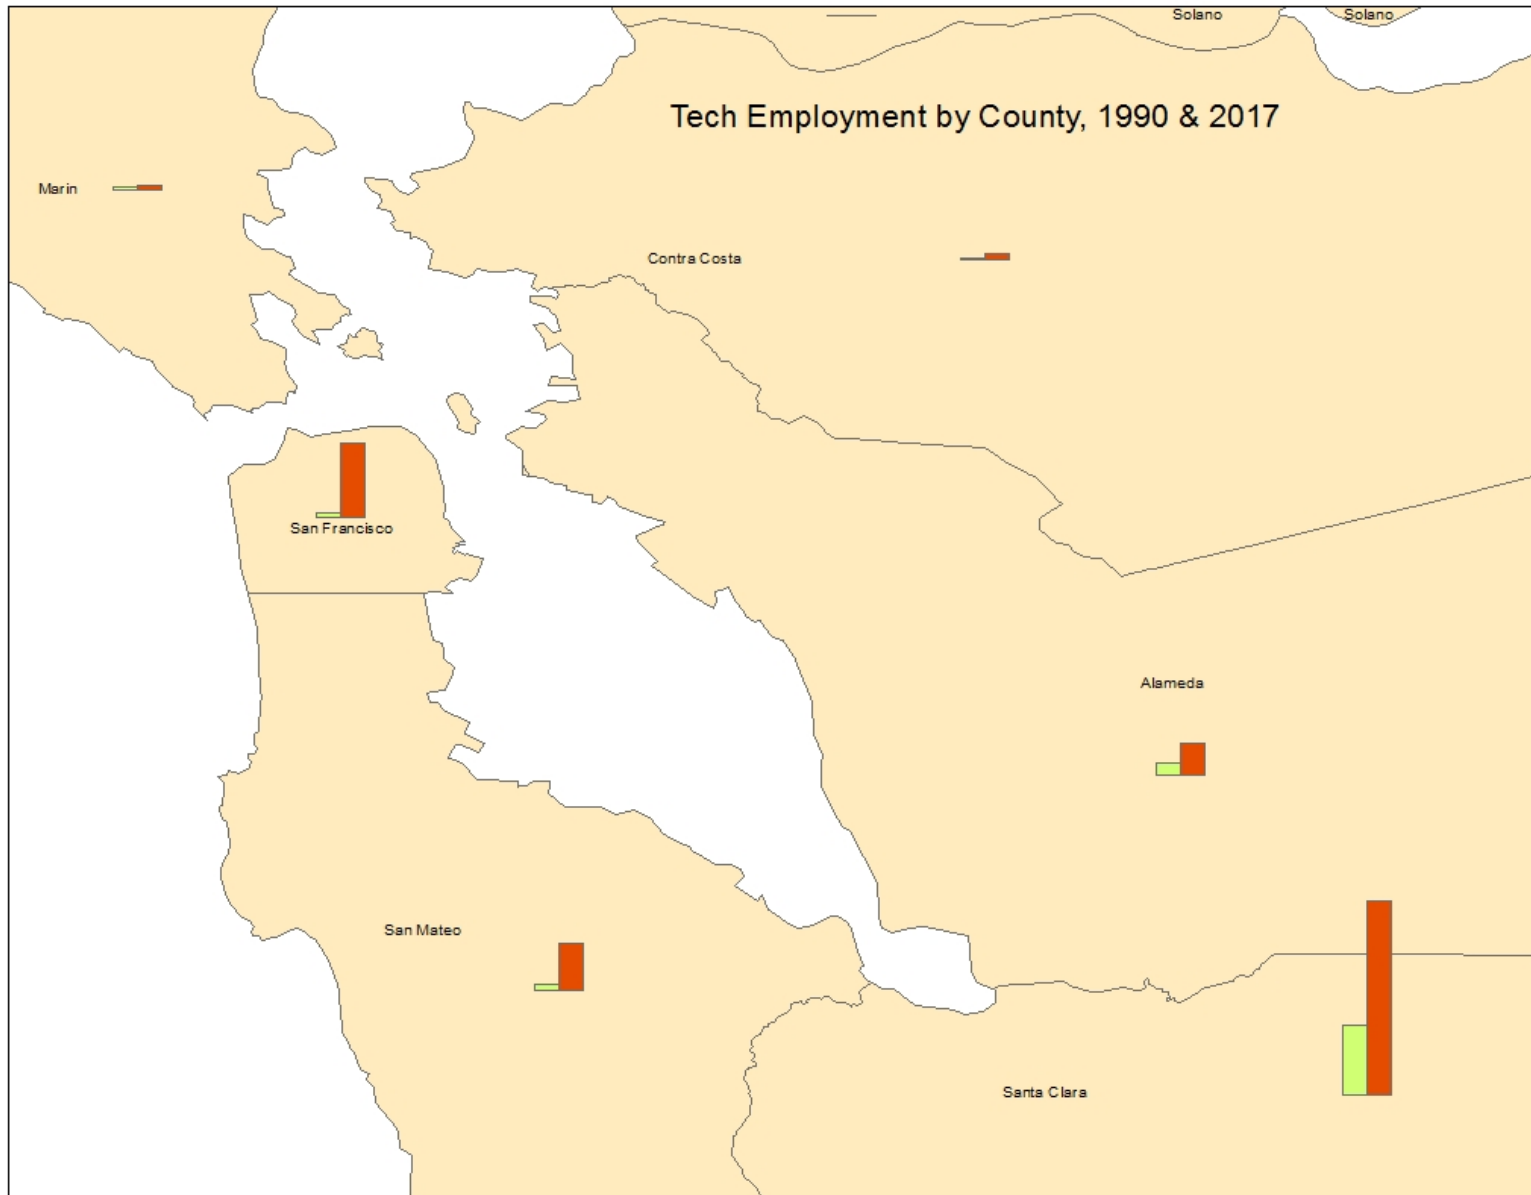 Solano
Solano
Tech Employment by County, 1990 & 2017
Marin
Contra Costa
San Francisco
Alameda
San Mateo
Santa Clara